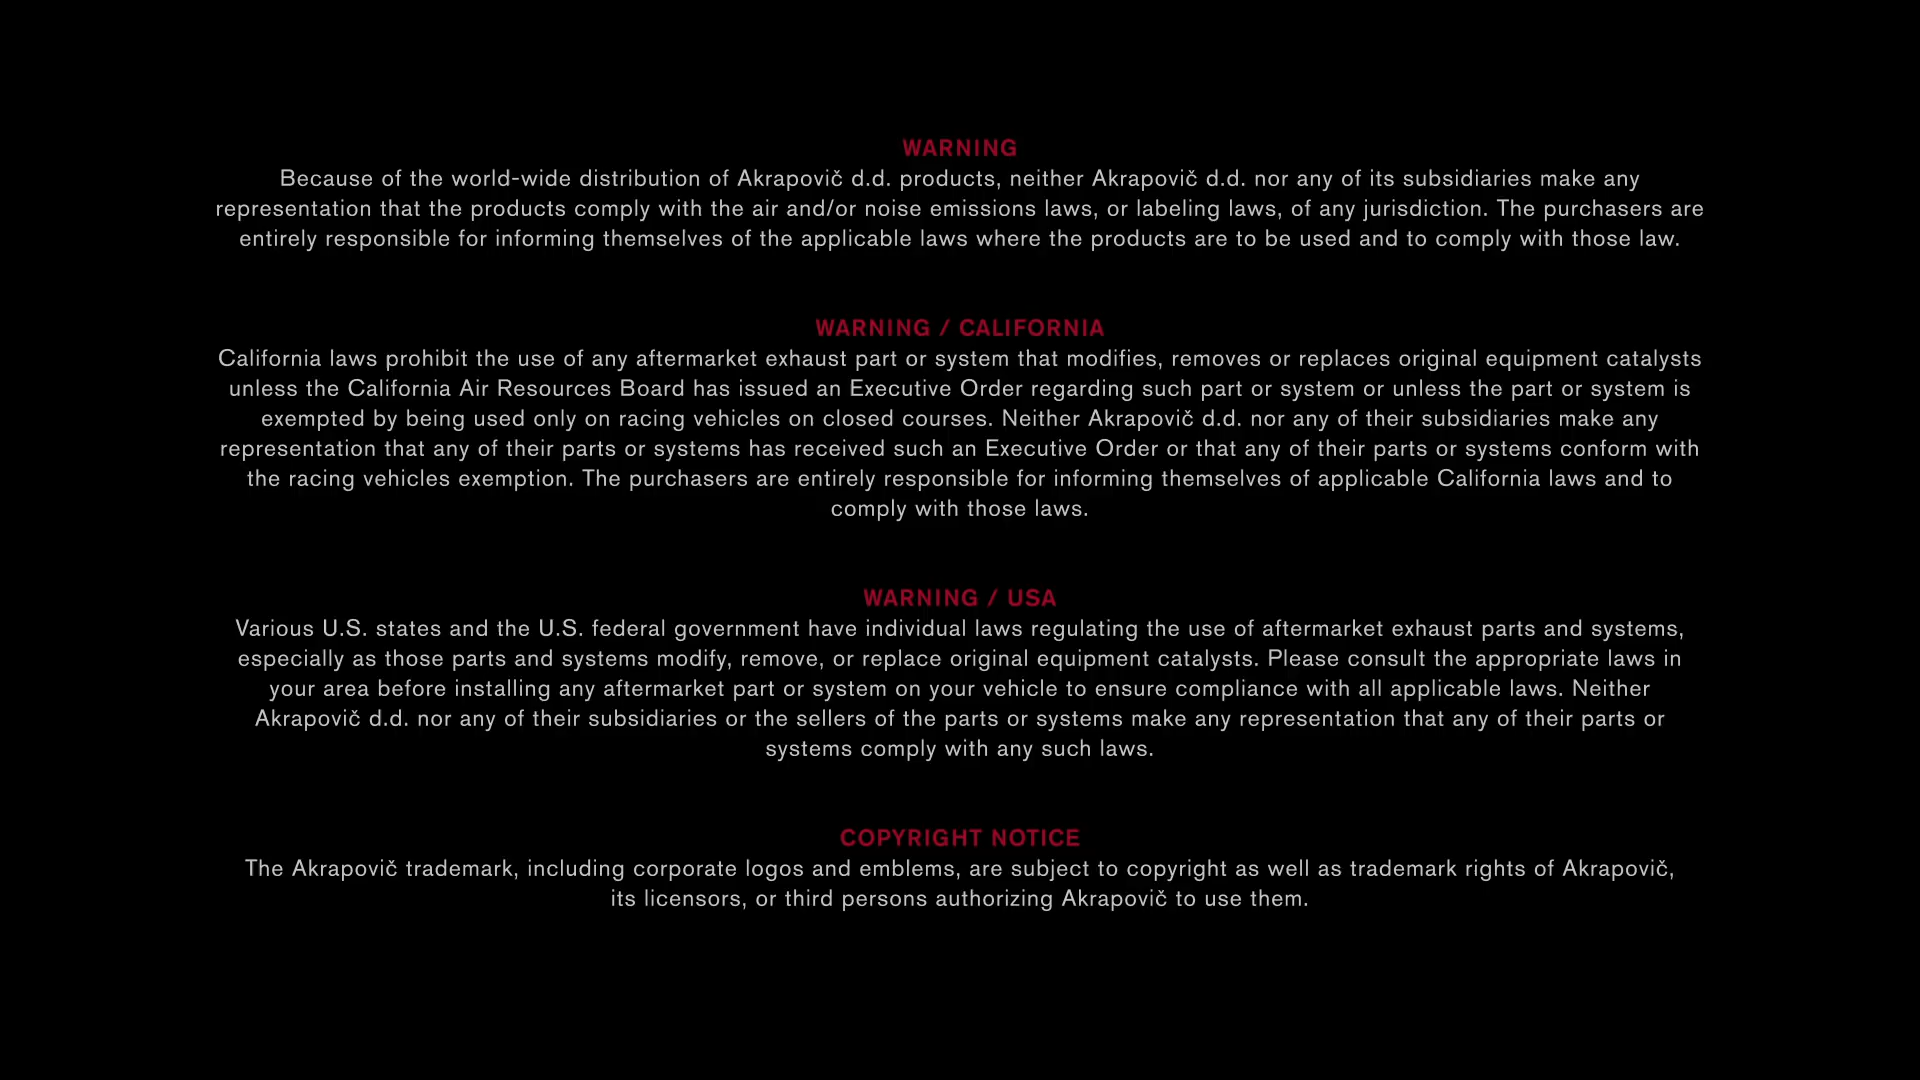 WARNING
Because of the world-wide distribution of Akrapovič d.d. products, neither Akrapovič d.d. nor any of its subsidiaries make any
representation that the products comply with the air and/or noise emissions laws, or labeling laws, of any jurisdiction. The purchasers are
entirely responsible for informing themselves of the applicable laws where the products are to be used and to comply with those law.
WARNING / CALIFORNIA
California laws prohibit the use of any aftermarket exhaust part or system that modifies, removes or replaces original equipment catalysts
unless the California Air Resources Board has issued an Executive Order regarding such part or system or unless the part or system is
exempted by being used only on racing vehicles on closed courses. Neither Akrapovič d.d. nor any of their subsidiaries make any
representation that any of their parts or systems has received such an Executive Order or that any of their parts or systems conform with
the racing vehicles exemption. The purchasers are entirely responsible for informing themselves of applicable California laws and to
comply with those laws.
WARNING / USA
Various U.S. states and the U.S. federal government have individual laws regulating the use of aftermarket exhaust parts and systems,
especially as those parts and systems modify, remove, or replace original equipment catalysts. Please consult the appropriate laws in
your area before installing any aftermarket part or system on your vehicle to ensure compliance with all applicable laws. Neither
Akrapovič d.d. nor any of their subsidiaries or the sellers of the parts or systems make any representation that any of their parts or
systems comply with any such laws.
COPYRIGHT NOTICE
The Akrapovič trademark, including corporate logos and emblems, are subject to copyright as well as trademark rights of Akrapovič,
its licensors, or third persons authorizing Akrapovič to use them.